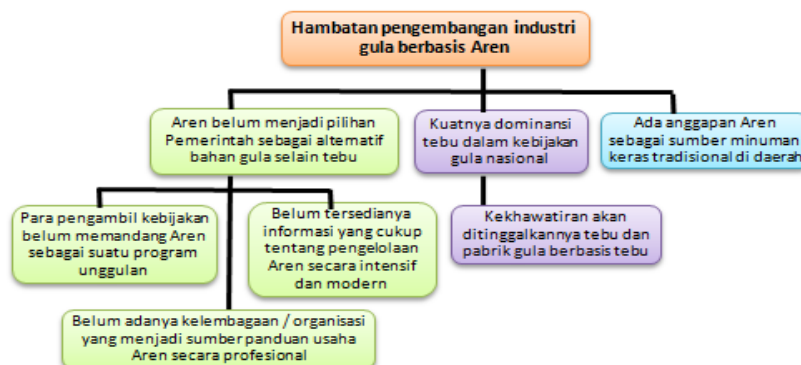 Hambatan pengembangan industri
gula berbasis Aren
Aren belum menjadi pilihan
Pemerintah sebagai alternatif
bahan gula selain tebu
Kuatnya dominansi
tebu dalam kebijakan
gula nasional
Ada anggapan Aren
sebagai sumber minuman
keras tradisional di daerah
Para pengambil kebijakan
belum memandang Aren
sebagai suatu program
unggulan
Belum tersedianya
informasi yang cukup
tentang pengelolaan
Aren secara intensif
dan modern
Kekhawatiran akan
ditinggalkannya tebu dan
pabrik gula berbasis tebu
Belum adanya kelembagaan / organisasi
yang menjadi sumber panduan usaha
Aren secara profesional